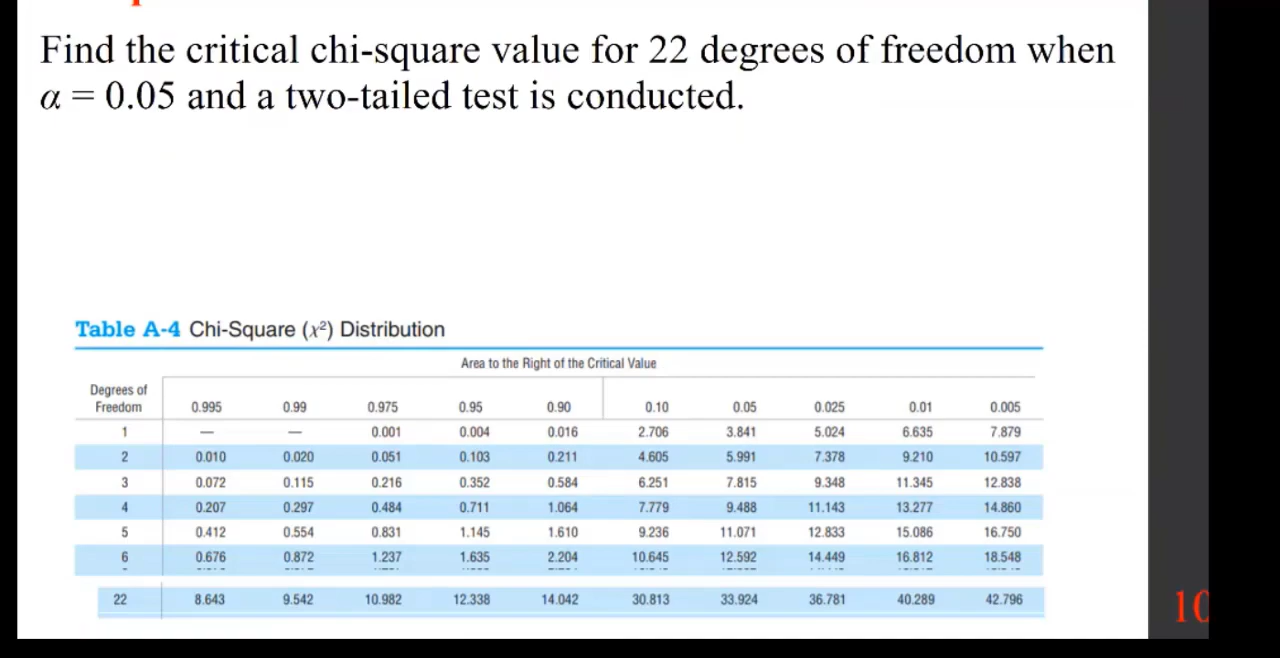 Find the critical chi-square value for 22 degrees of freedom when
α = 0.05 and a two-tailed test is conducted.
Table A-4 Chi-Square (χ²) Distribution
Area to the Right of the Critical Value
Degrees of
Freedom 0.995 0.99 0.975 0.95 0.90 0.10 0.05 0.025 0.01 0.005
1 — — 0.001 0.004 0.016 2.706 3.841 5.024 6.635 7.879
2 0.010 0.020 0.051 0.103 0.211 4.605 5.991 7.378 9.210 10.597
3 0.072 0.115 0.216 0.352 0.584 6.251 7.815 9.348 11.345 12.838
4 0.207 0.297 0.484 0.711 1.064 7.779 9.488 11.143 13.277 14.860
5 0.412 0.554 0.831 1.145 1.610 9.236 11.071 12.833 15.086 16.750
6 0.676 0.872 1.237 1.635 2.204 10.645 12.592 14.449 16.812 18.548
22 8.643 9.542 10.982 12.338 14.042 30.813 33.924 36.781 40.289 42.796
10